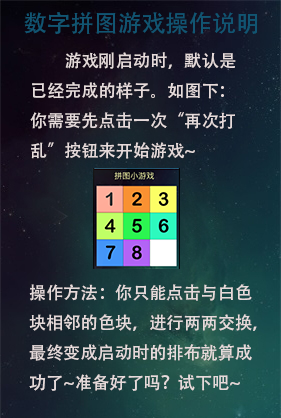 数字拼图游戏操作说明
游戏刚启动时，默认是
已经完成的样子。如图下：
你需要先点击一次“再次打
乱”按钮来开始游戏~
拼图小游戏
1 2 3
4 5 6
7 8
操作方法：你只能点击与白色
块相邻的色块，进行两两交换,
最终变成启动时的排布就算成
功了~准备好了吗？试下吧~